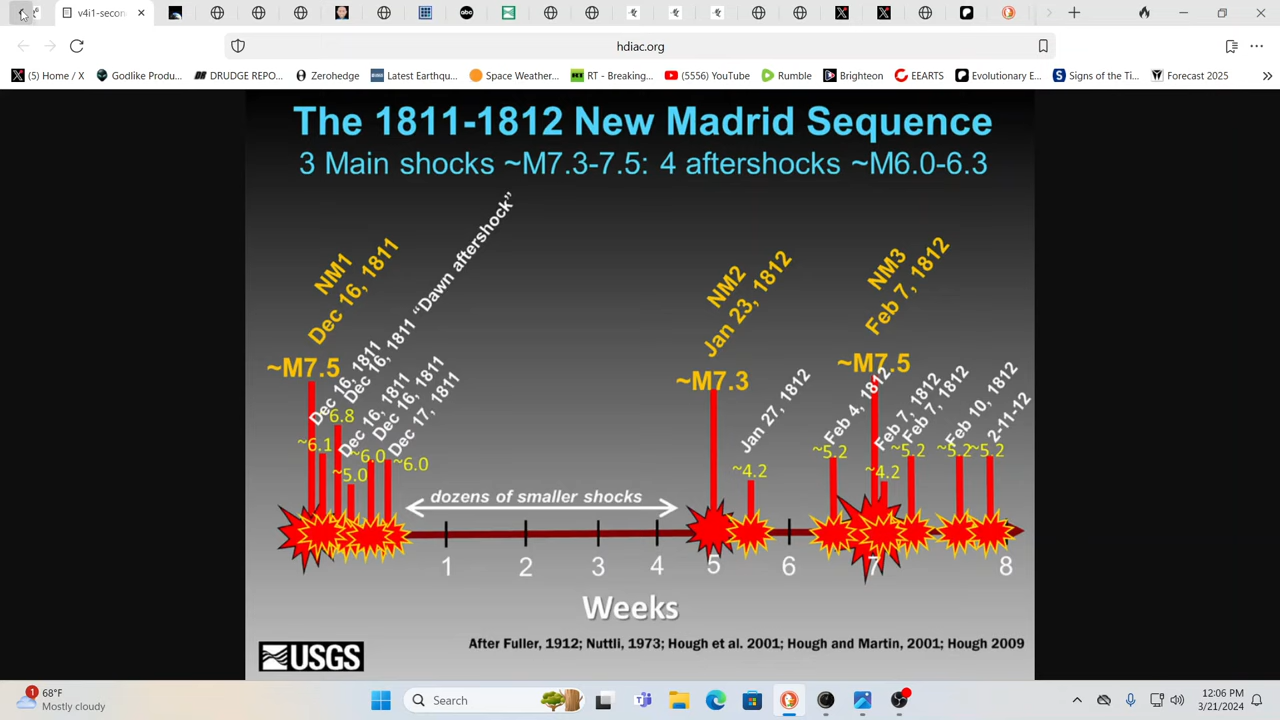 v4i1-secon
hdiac.org
(5) Home / X
Godlike Produ...
DRUDGE REPO...
Zerohedge
Latest Earthqu...
Space Weather...
RT - Breaking...
(5556) YouTube
Rumble
Brighteon
EEARTS
Evolutionary E...
Signs of the Ti...
Forecast 2025
The 1811-1812 New Madrid Sequence
3 Main shocks ~M7.3-7.5: 4 aftershocks ~M6.0-6.3
NM1
Dec 16, 1811
Dec 16, 1811
Dec 16, 1811 "Dawn aftershock"
Dec 16, 1811
Dec 16, 1811
Dec 17, 1811
~M7.5
~6.1
6.8
~5.0
~6.0
~6.0
dozens of smaller shocks
NM2
Jan 23, 1812
~M7.3
Jan 27, 1812
~4.2
NM3
Feb 7, 1812
~M7.5
Feb 4, 1812
~5.2
Feb 7, 1812
~4.2
Feb 7, 1812
~5.2
Feb 10, 1812
~5.2
2-11-12
~5.2
1 2 3 4 5 6 7 8
Weeks
USGS
After Fuller, 1912; Nuttli, 1973; Hough et al. 2001; Hough and Martin, 2001; Hough 2009
1
68°F
Mostly cloudy
Search
12:06 PM
3/21/2024